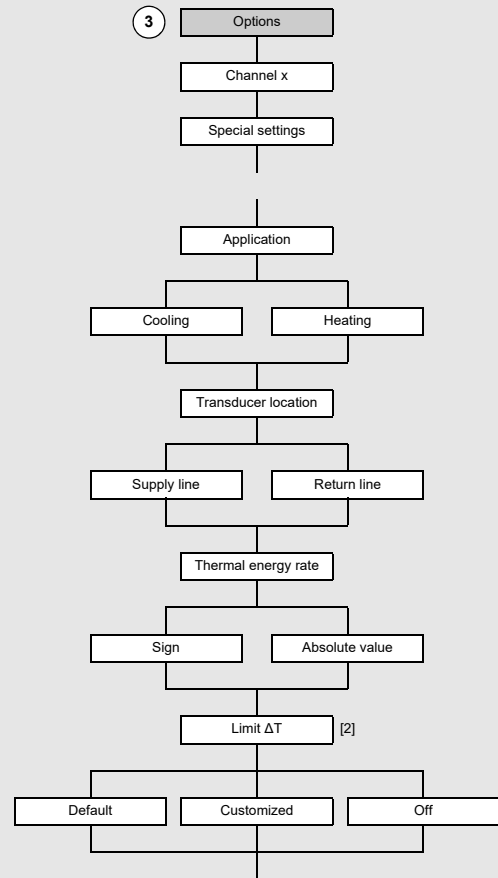 3 Options
Channel x
Special settings
Application
Cooling Heating
Transducer location
Supply line Return line
Thermal energy rate
Sign Absolute value
Limit ΔT [2]
Default Customized Off